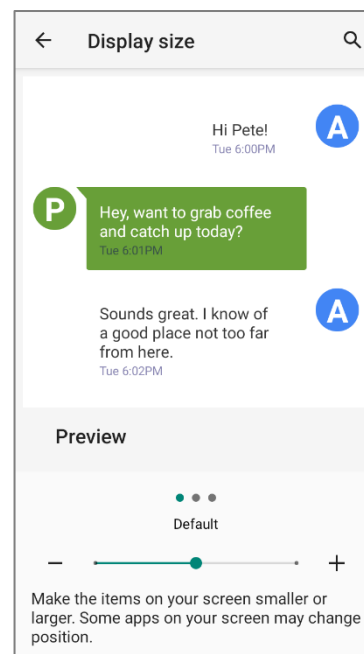 Display size
Hi Pete!
A
Tue 6:00PM
P
Hey, want to grab coffee
and catch up today?
Tue 6:01PM
Sounds great. I know of
A
a good place not too far
from here.
Tue 6:02PM
Preview
Default
Make the items on your screen smaller or
larger. Some apps on your screen may change
position.